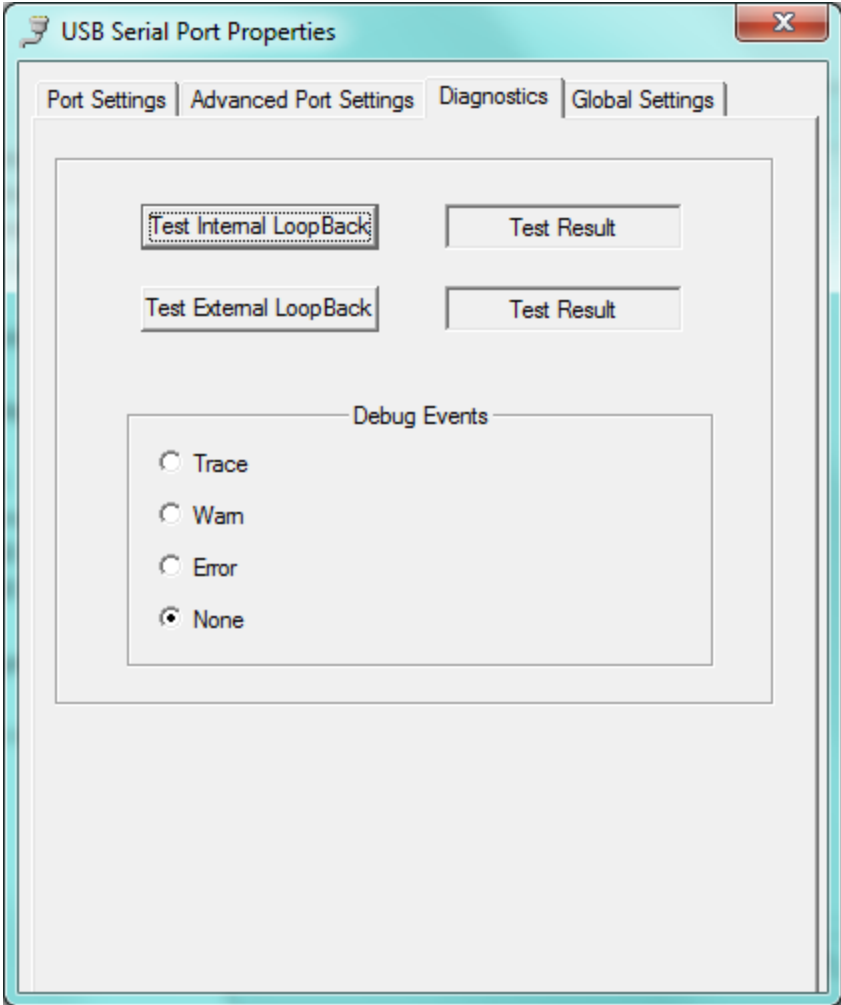 USB Serial Port Properties
Port Settings
Advanced Port Settings
Diagnostics
Global Settings
Test Internal LoopBack
Test Result
Test External LoopBack
Test Result
Debug Events
Trace
Warn
Error
None